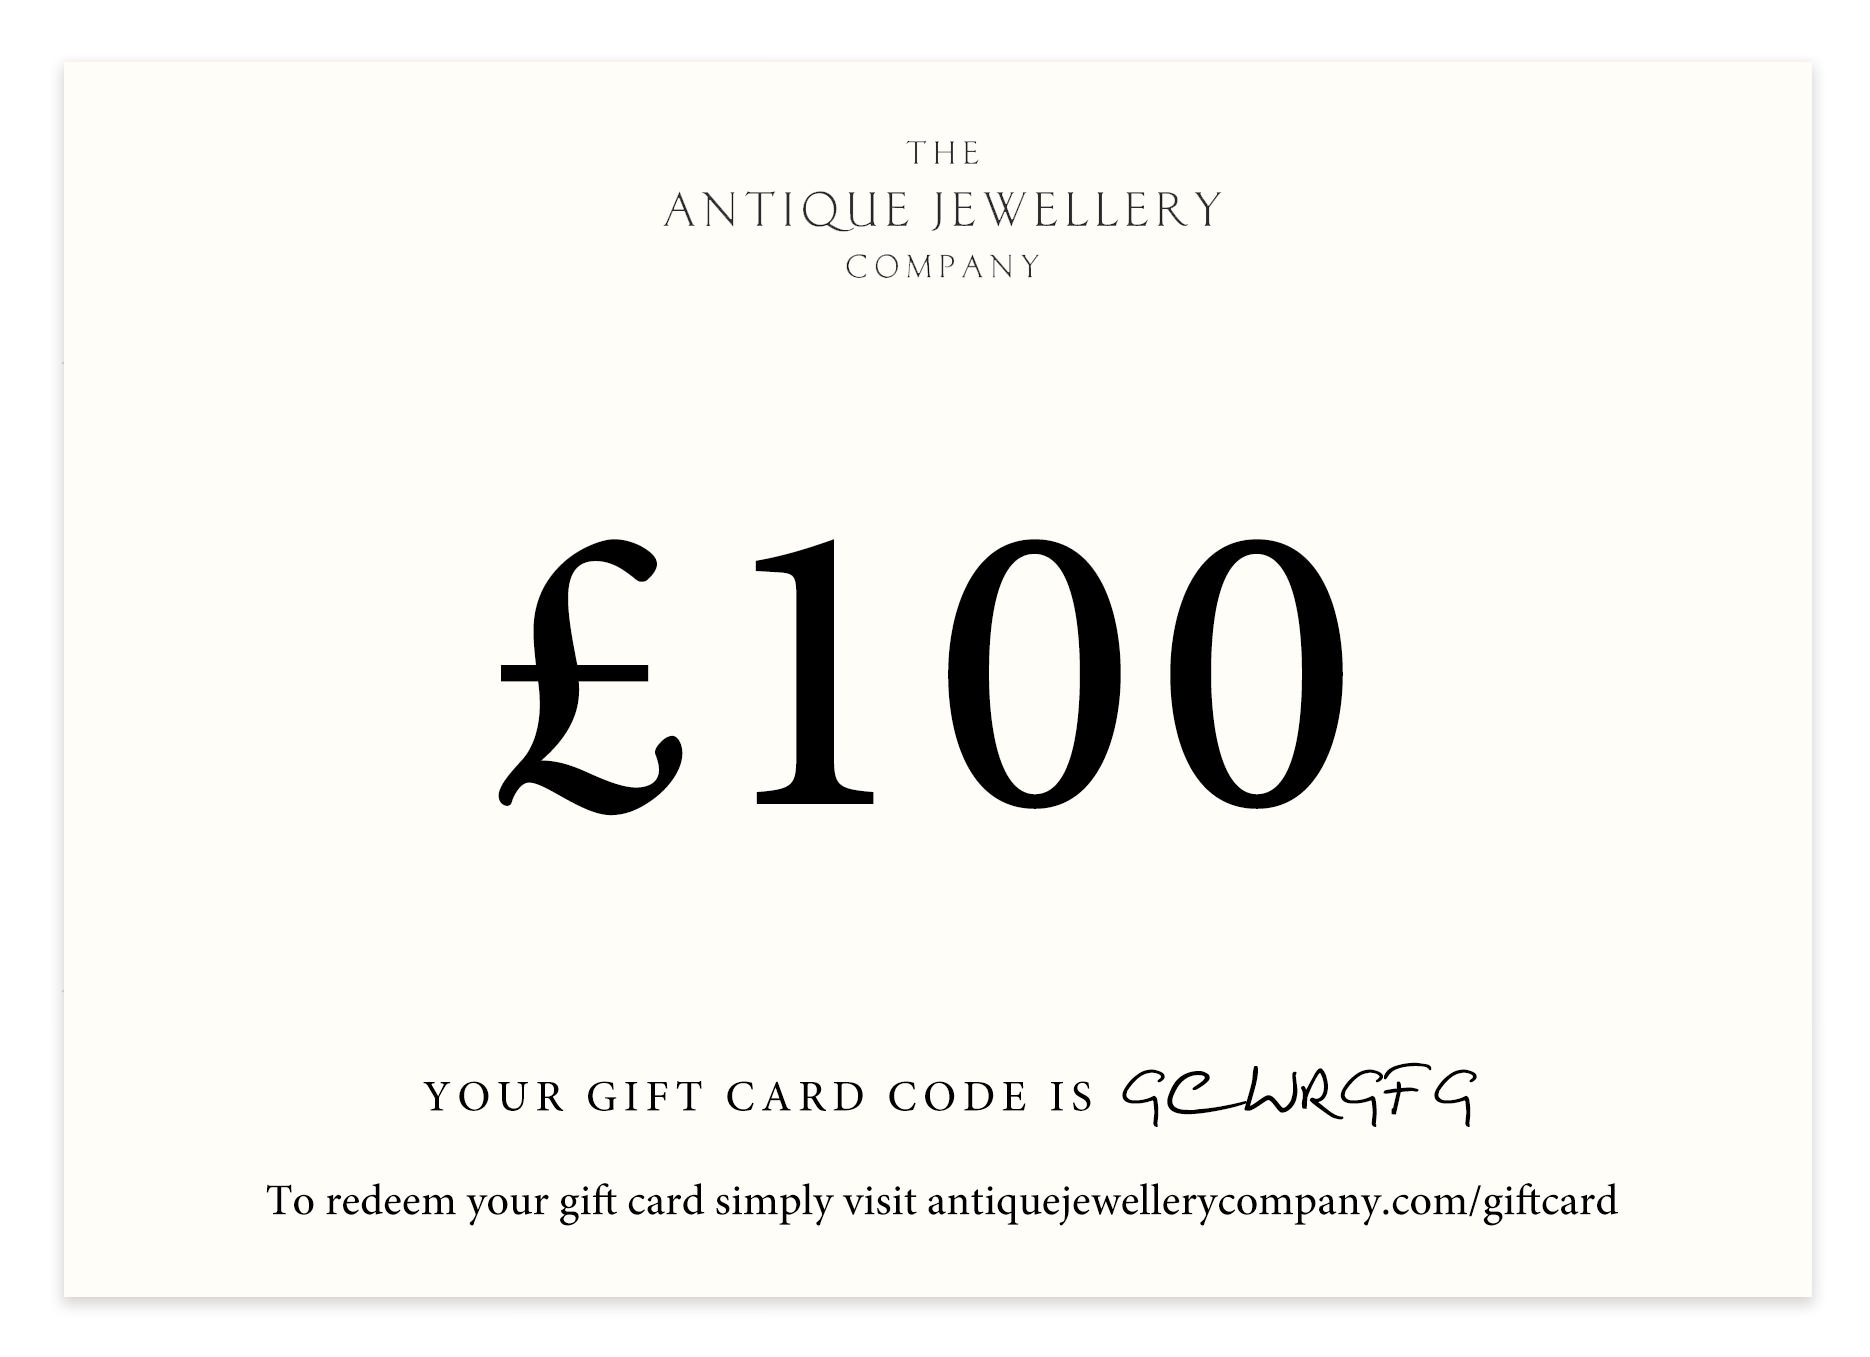 THE
ANTIQUE JEWELLERY
COMPANY
£100
YOUR GIFT CARD CODE IS GCWRGFG
To redeem your gift card simply visit antiquejewellerycompany.com/giftcard